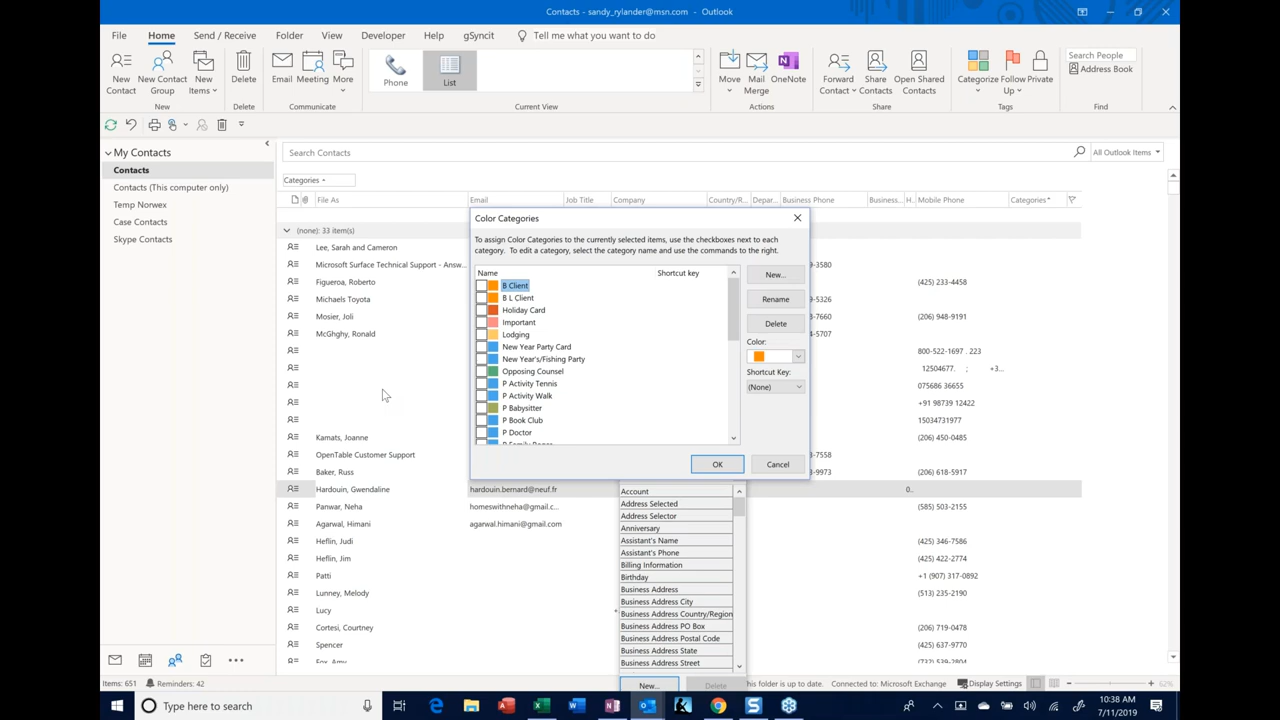 Contacts - sandy_rylander@msn.com - Outlook
File Home Send / Receive Folder View Developer Help gSyncit Tell me what you want to do
New Contact New Contact Group New Items Delete Email Meeting More Phone List Move Mail Merge OneNote Forward Contact Share Contacts Open Shared Contacts Categorize Follow Up Private Search People Address Book
New Delete Communicate Current View Actions Share Tags Find
My Contacts
Contacts
Contacts (This computer only)
Temp Norwex
Case Contacts
Skype Contacts
Search Contacts All Outlook Items
Categories
File As Email Job Title Company Country/R... Depar... Business Phone Business... H.. Mobile Phone Categories
(none): 33 item(s)
Lee, Sarah and Cameron
Microsoft Surface Technical Support - Answ... -3580
Figueroa, Roberto (425) 233-4458
Michaels Toyota -5326
Mosier, Joli -7660 (206) 948-9191
McGhghy, Ronald -5707
800-522-1697 . 223
12504677. ; +3...
075686 36655
+91 98739 12422
15034731977
Kamats, Joanne (206) 450-0485
OpenTable Customer Support -7558
Baker, Russ -9973 (206) 618-5917
Hardouin, Gwendaline hardouin.bernard@neuf.fr 0..
Panwar, Neha homeswithneha@gmail.c... (585) 503-2155
Agarwal, Himani agarwal.himani@gmail.com
Heflin, Judi (425) 346-7586
Heflin, Jim (425) 422-2774
Patti +1 (907) 317-0892
Lunney, Melody (513) 235-2190
Lucy
Cortesi, Courtney (206) 719-0478
Spencer (425) 637-9770
Fox, Amy (732) 539-2804
Color Categories
To assign Color Categories to the currently selected items, use the checkboxes next to each
category. To edit a category, select the category name and use the commands to the right.
Name Shortcut key
B Client
B L Client
Holiday Card
Important
Lodging
New Year Party Card
New Year's/Fishing Party
Opposing Counsel
P Activity Tennis
P Activity Walk
P Babysitter
P Book Club
P Doctor
New...
Rename
Delete
Color:
Shortcut Key:
(None)
OK Cancel
Account
Address Selected
Address Selector
Anniversary
Assistant's Name
Assistant's Phone
Billing Information
Birthday
Business Address
Business Address City
Business Address Country/Region
Business Address PO Box
Business Address Postal Code
Business Address State
Business Address Street
New... Delete
Items: 651 Reminders: 42 his folder is up to date. Connected to: Microsoft Exchange Display Settings 62%
Type here to search
10:38 AM
7/11/2019